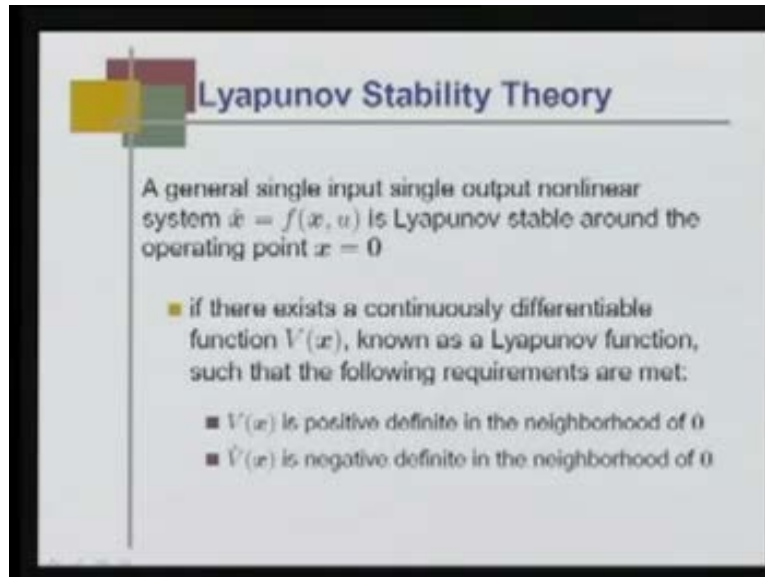 Lyapunov Stability Theory
A general single input single output nonlinear
system ẋ = f(x, u) is Lyapunov stable around the
operating point x = 0
if there exists a continuously differentiable
function V(x), known as a Lyapunov function,
such that the following requirements are met:
V(x) is positive definite in the neighborhood of 0
V̇(x) is negative definite in the neighborhood of 0